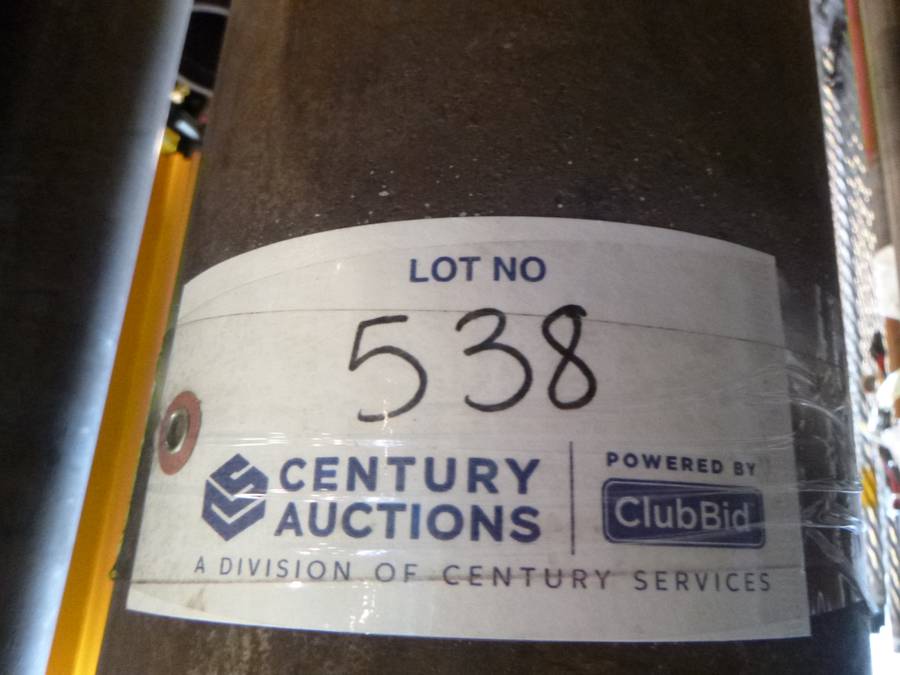 LOT NO
538
CENTURY
AUCTIONS
POWERED BY
ClubBid
A DIVISION OF CENTURY SERVICES